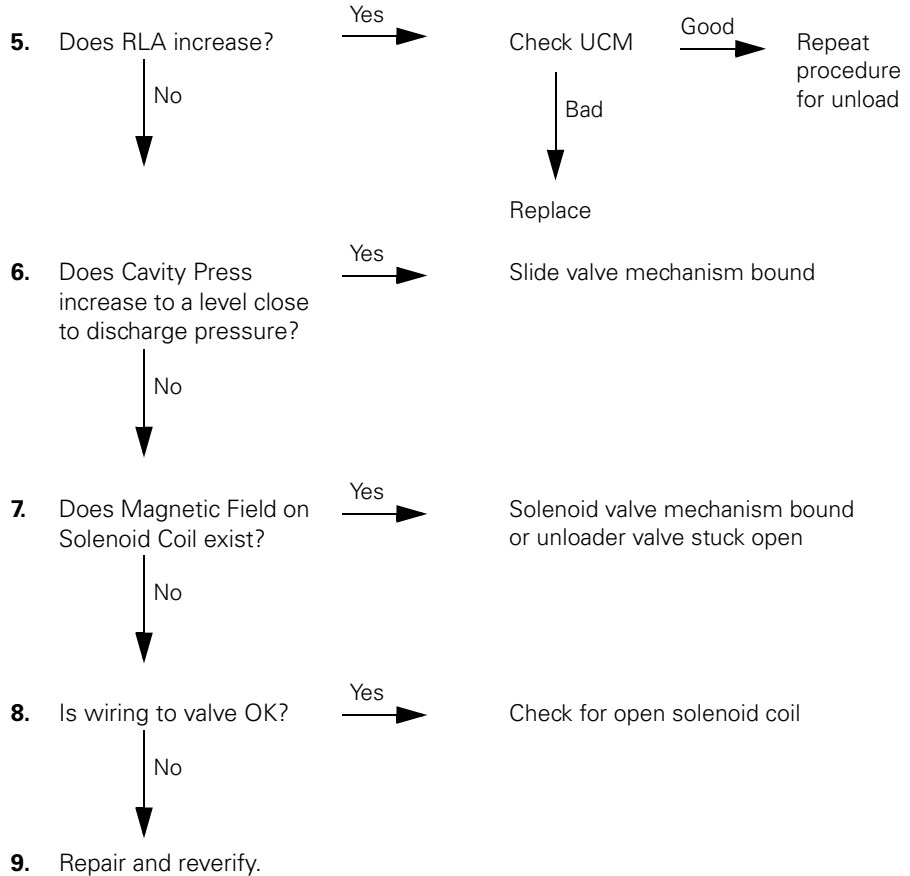 Yes
Good
5. Does RLA increase?
Check UCM
Repeat
procedure
for unload
No
Bad
Replace
Yes
6. Does Cavity Press
increase to a level close
to discharge pressure?
Slide valve mechanism bound
No
Yes
7. Does Magnetic Field on
Solenoid Coil exist?
Solenoid valve mechanism bound
or unloader valve stuck open
No
Yes
8. Is wiring to valve OK?
Check for open solenoid coil
No
9. Repair and reverify.